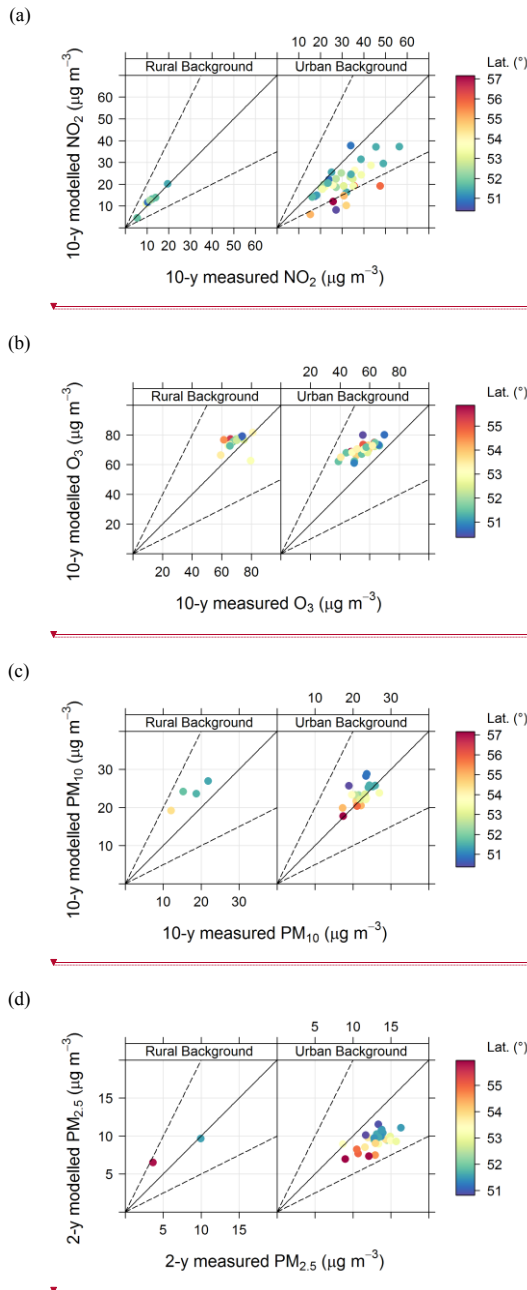 (a)
10 20 30 40 50 60
Rural Background Urban Background
Lat. (°)
57
56
55
54
53
52
51
60
50
40
30
20
10
10-y modelled NO₂ (μg m⁻³)
10 20 30 40 50 60
10-y measured NO₂ (μg m⁻³)
(b)
20 40 60 80
Rural Background Urban Background
Lat. (°)
55
54
53
52
51
80
60
40
20
10-y modelled O₃ (μg m⁻³)
20 40 60 80
10-y measured O₃ (μg m⁻³)
(c)
10 20 30
Rural Background Urban Background
Lat. (°)
57
56
55
54
53
52
51
30
20
10
10-y modelled PM₁₀ (μg m⁻³)
10 20 30
10-y measured PM₁₀ (μg m⁻³)
(d)
5 10 15
Rural Background Urban Background
Lat. (°)
55
54
53
52
51
15
10
5
2-y modelled PM₂.₅ (μg m⁻³)
5 10 15
2-y measured PM₂.₅ (μg m⁻³)